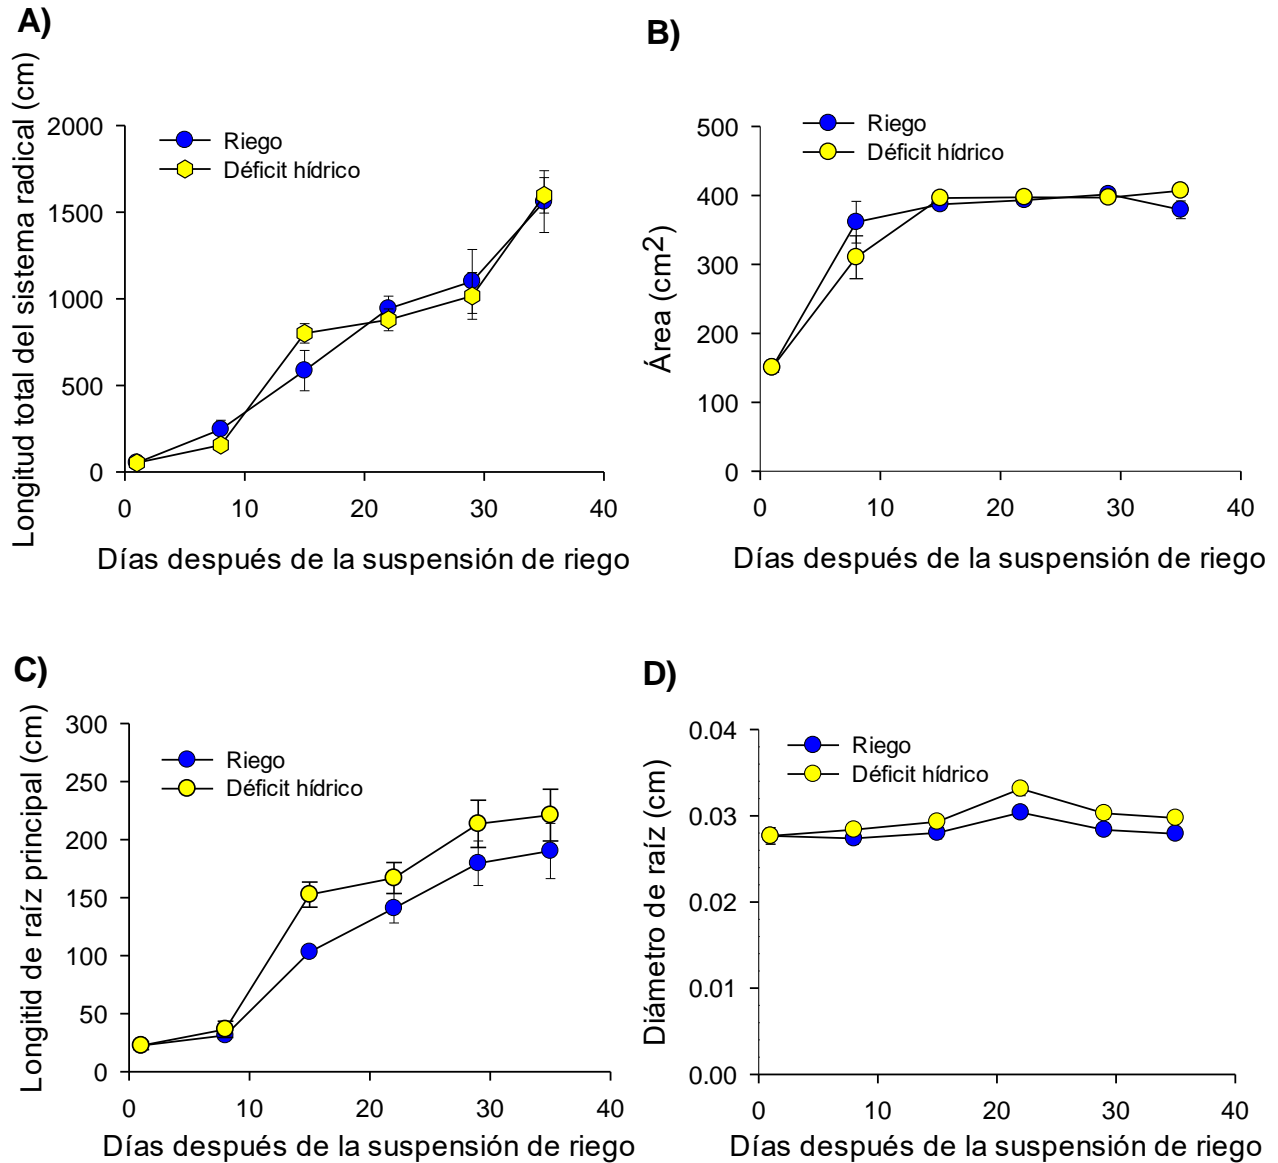 A)
Longitud total del sistema radical (cm)
2000
1500
1000
500
0
Riego
Déficit hídrico
0 10 20 30 40
Días después de la suspensión de riego
B)
Área (cm2)
500
400
300
200
100
0
Riego
Déficit hídrico
0 10 20 30 40
Días después de la suspensión de riego
C)
Longitid de raíz principal (cm)
300
250
200
150
100
50
0
Riego
Déficit hídrico
0 10 20 30 40
Días después de la suspensión de riego
D)
Diámetro de raíz (cm)
0.04
0.03
0.02
0.01
0.00
Riego
Déficit hídrico
0 10 20 30 40
Días después de la suspensión de riego